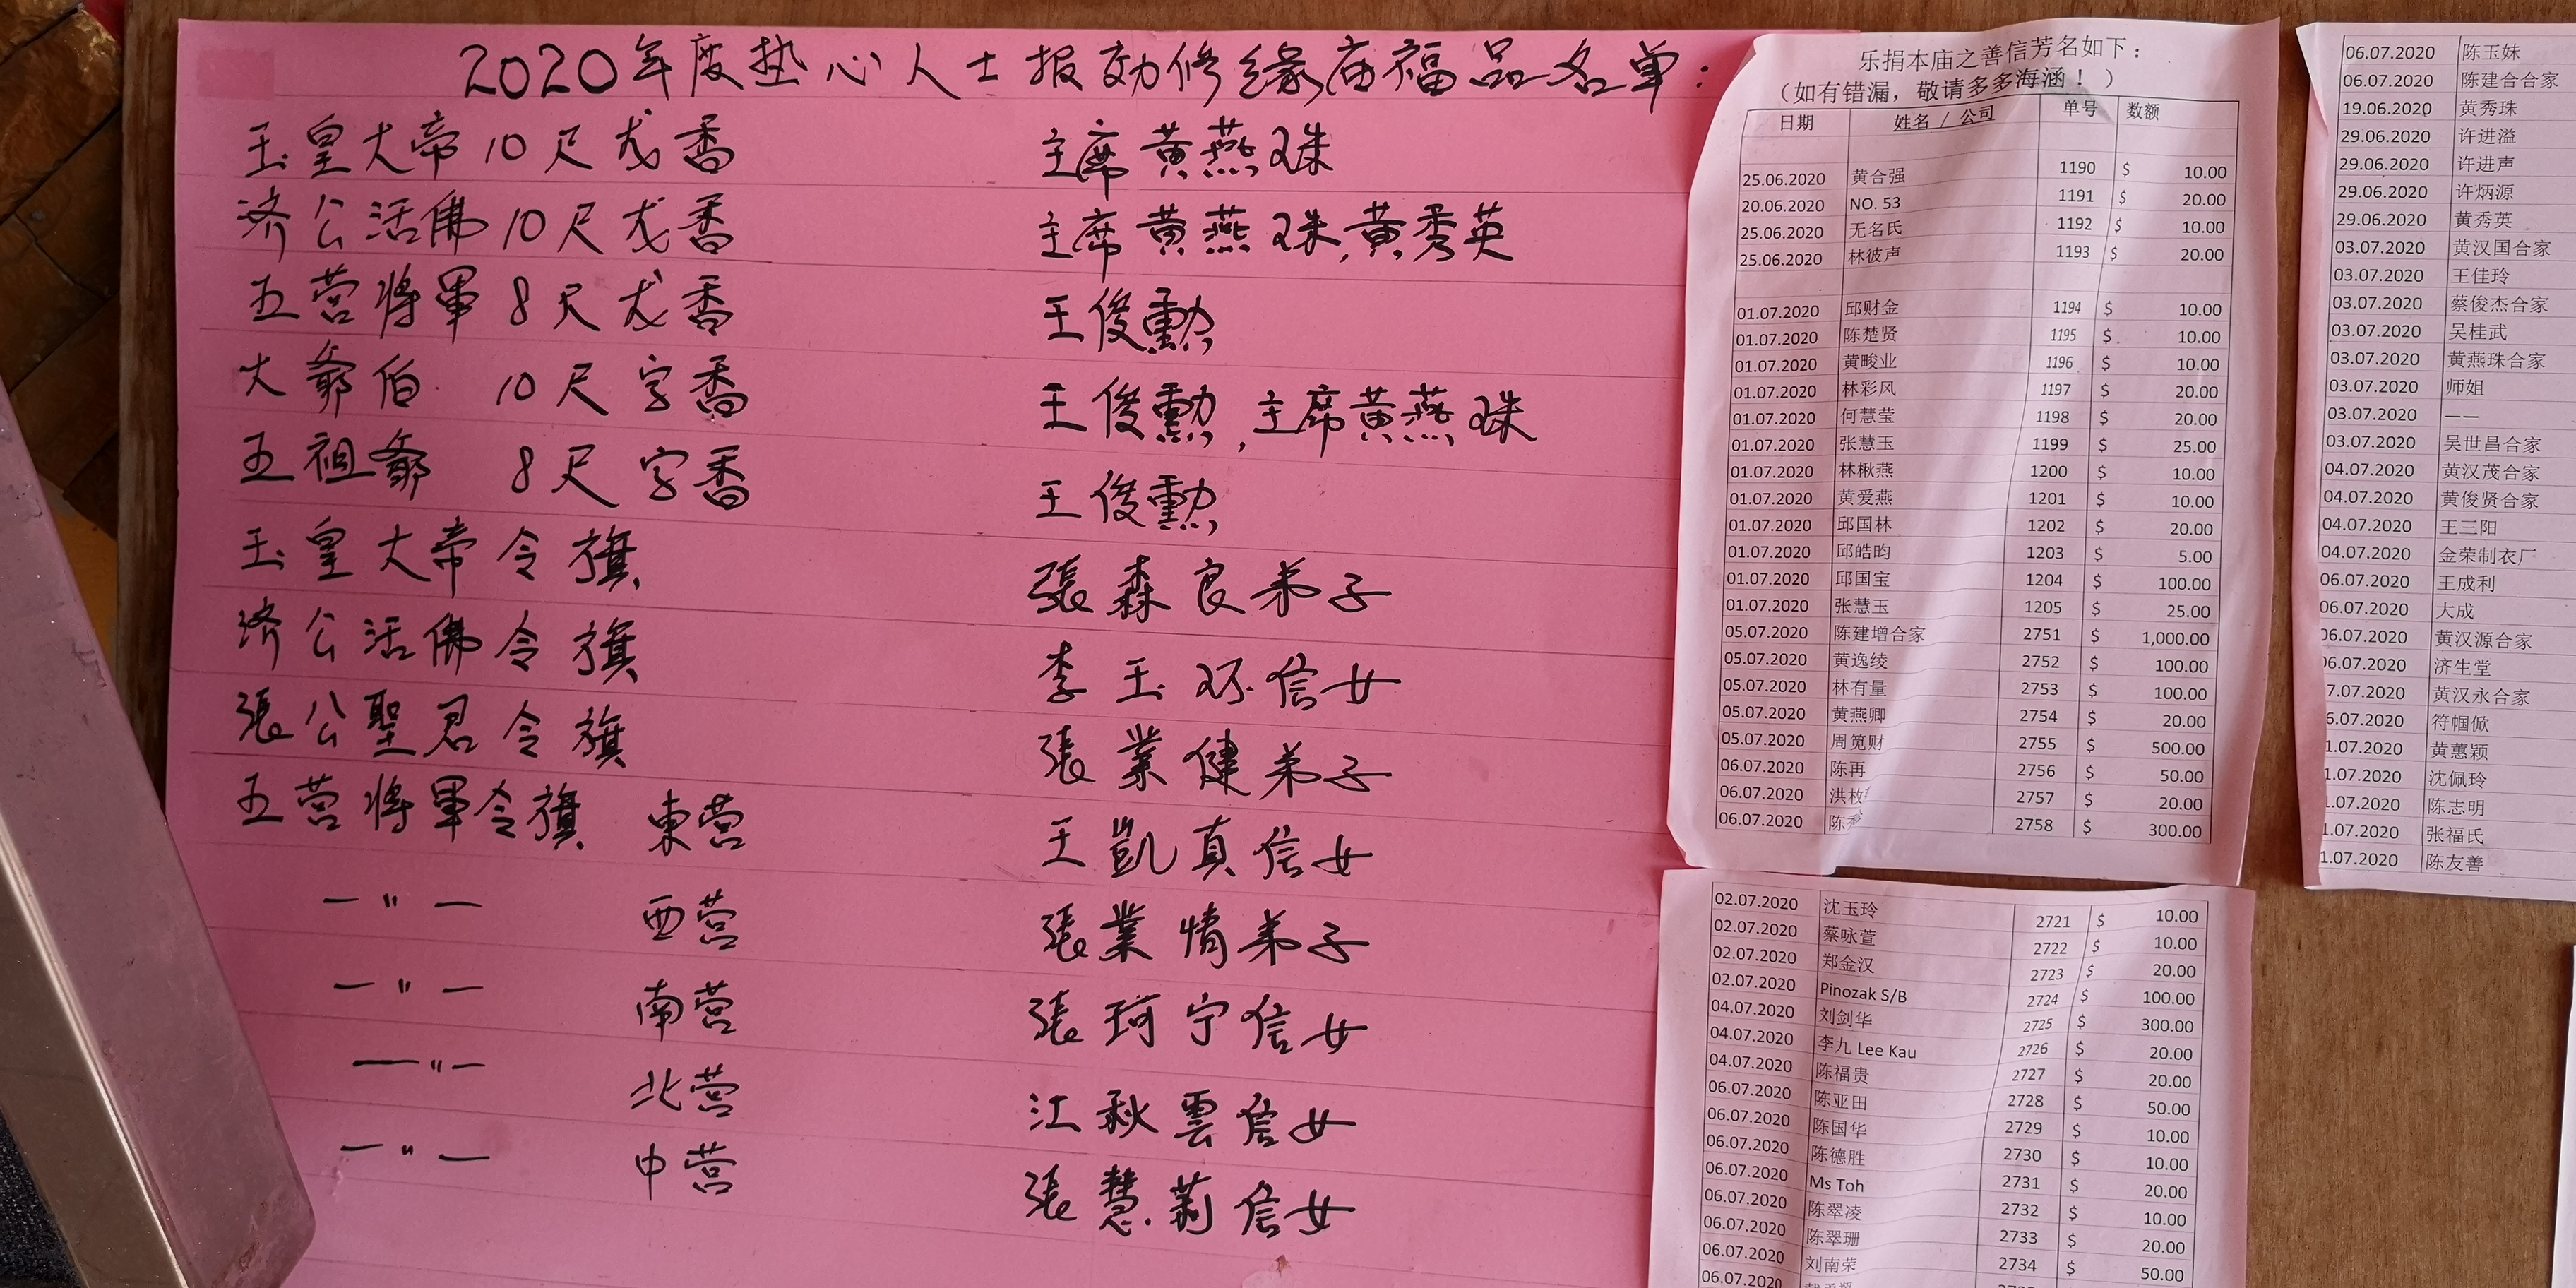 2020年度热心人士报効修缘庙福品名单:
玉皇大帝 10尺龙香 主席黄燕珠
济公活佛 10尺龙香 主席黄燕珠,黄秀英
五营将軍 8尺龙香 王俊勳
大爺伯 10尺字香 王俊勳,主席黄燕珠
五祖爺 8尺字香 王俊勳
玉皇大帝令旗 張森良弟子
济公活佛令旗 李玉环信女
張公聖君令旗 張業健弟子
五营将軍令旗 東营 王凱真信女
—〃— 西营 張業情弟子
—〃— 南营 張珂宁信女
—〃— 北营 江秋雲信女
—〃— 中营 張慧莉信女
乐捐本庙之善信芳名如下:
(如有错漏,敬请多多海涵!)
日期 姓名 / 公司 单号 数额
25.06.2020 黄合强 1190 $ 10.00
20.06.2020 NO. 53 1191 $ 20.00
25.06.2020 无名氏 1192 $ 10.00
25.06.2020 林彼声 1193 $ 20.00
01.07.2020 邱财金 1194 $ 10.00
01.07.2020 陈楚贤 1195 $ 10.00
01.07.2020 黄畯业 1196 $ 10.00
01.07.2020 林彩风 1197 $ 20.00
01.07.2020 何慧莹 1198 $ 20.00
01.07.2020 张慧玉 1199 $ 25.00
01.07.2020 林楸燕 1200 $ 10.00
01.07.2020 黄爱燕 1201 $ 10.00
01.07.2020 邱国林 1202 $ 20.00
01.07.2020 邱皓昀 1203 $ 5.00
01.07.2020 邱国宝 1204 $ 100.00
01.07.2020 张慧玉 1205 $ 25.00
05.07.2020 陈建增合家 2751 $ 1,000.00
05.07.2020 黄逸绫 2752 $ 100.00
05.07.2020 林有量 2753 $ 100.00
05.07.2020 黄燕卿 2754 $ 20.00
05.07.2020 周筦财 2755 $ 500.00
06.07.2020 陈再 2756 $ 50.00
06.07.2020 洪枚 2757 $ 20.00
06.07.2020 陈 2758 $ 300.00
02.07.2020 沈玉玲 2721 $ 10.00
02.07.2020 蔡咏萱 2722 $ 10.00
02.07.2020 郑金汉 2723 $ 20.00
02.07.2020 Pinozak S/B 2724 $ 100.00
04.07.2020 刘剑华 2725 $ 300.00
04.07.2020 李九 Lee Kau 2726 $ 20.00
04.07.2020 陈福贵 2727 $ 20.00
06.07.2020 陈亚田 2728 $ 50.00
06.07.2020 陈国华 2729 $ 10.00
06.07.2020 陈德胜 2730 $ 10.00
06.07.2020 Ms Toh 2731 $ 20.00
06.07.2020 陈翠凌 2732 $ 10.00
06.07.2020 陈翠珊 2733 $ 20.00
06.07.2020 刘南荣 2734 $ 50.00
06.07.2020
06.07.2020 陈玉妹
06.07.2020 陈建合合家
19.06.2020 黄秀珠
29.06.2020 许进溢
29.06.2020 许进声
29.06.2020 许炳源
29.06.2020 黄秀英
03.07.2020 黄汉国合家
03.07.2020 王佳玲
03.07.2020 蔡俊杰合家
03.07.2020 吴桂武
03.07.2020 黄燕珠合家
03.07.2020 师姐
03.07.2020 ——
03.07.2020 吴世昌合家
04.07.2020 黄汉茂合家
04.07.2020 黄俊贤合家
04.07.2020 王三阳
04.07.2020 金荣制衣厂
06.07.2020 王成利
06.07.2020 大成
06.07.2020 黄汉源合家
06.07.2020 济生堂
7.07.2020 黄汉永合家
6.07.2020 符帼俽
1.07.2020 黄蕙颖
1.07.2020 沈佩玲
1.07.2020 陈志明
1.07.2020 张福氏
1.07.2020 陈友善